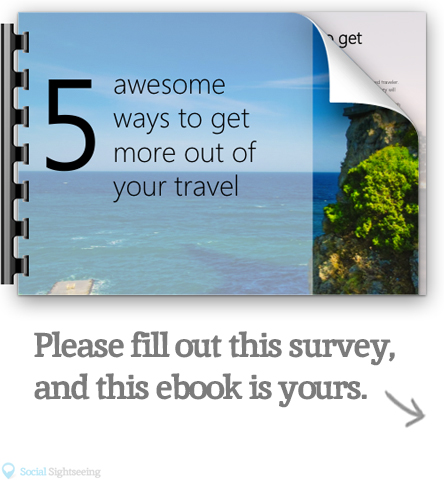 5
awesome
ways to get
more out of
your travel
get
Please fill out this survey,
and this ebook is yours.
Social Sightseeing